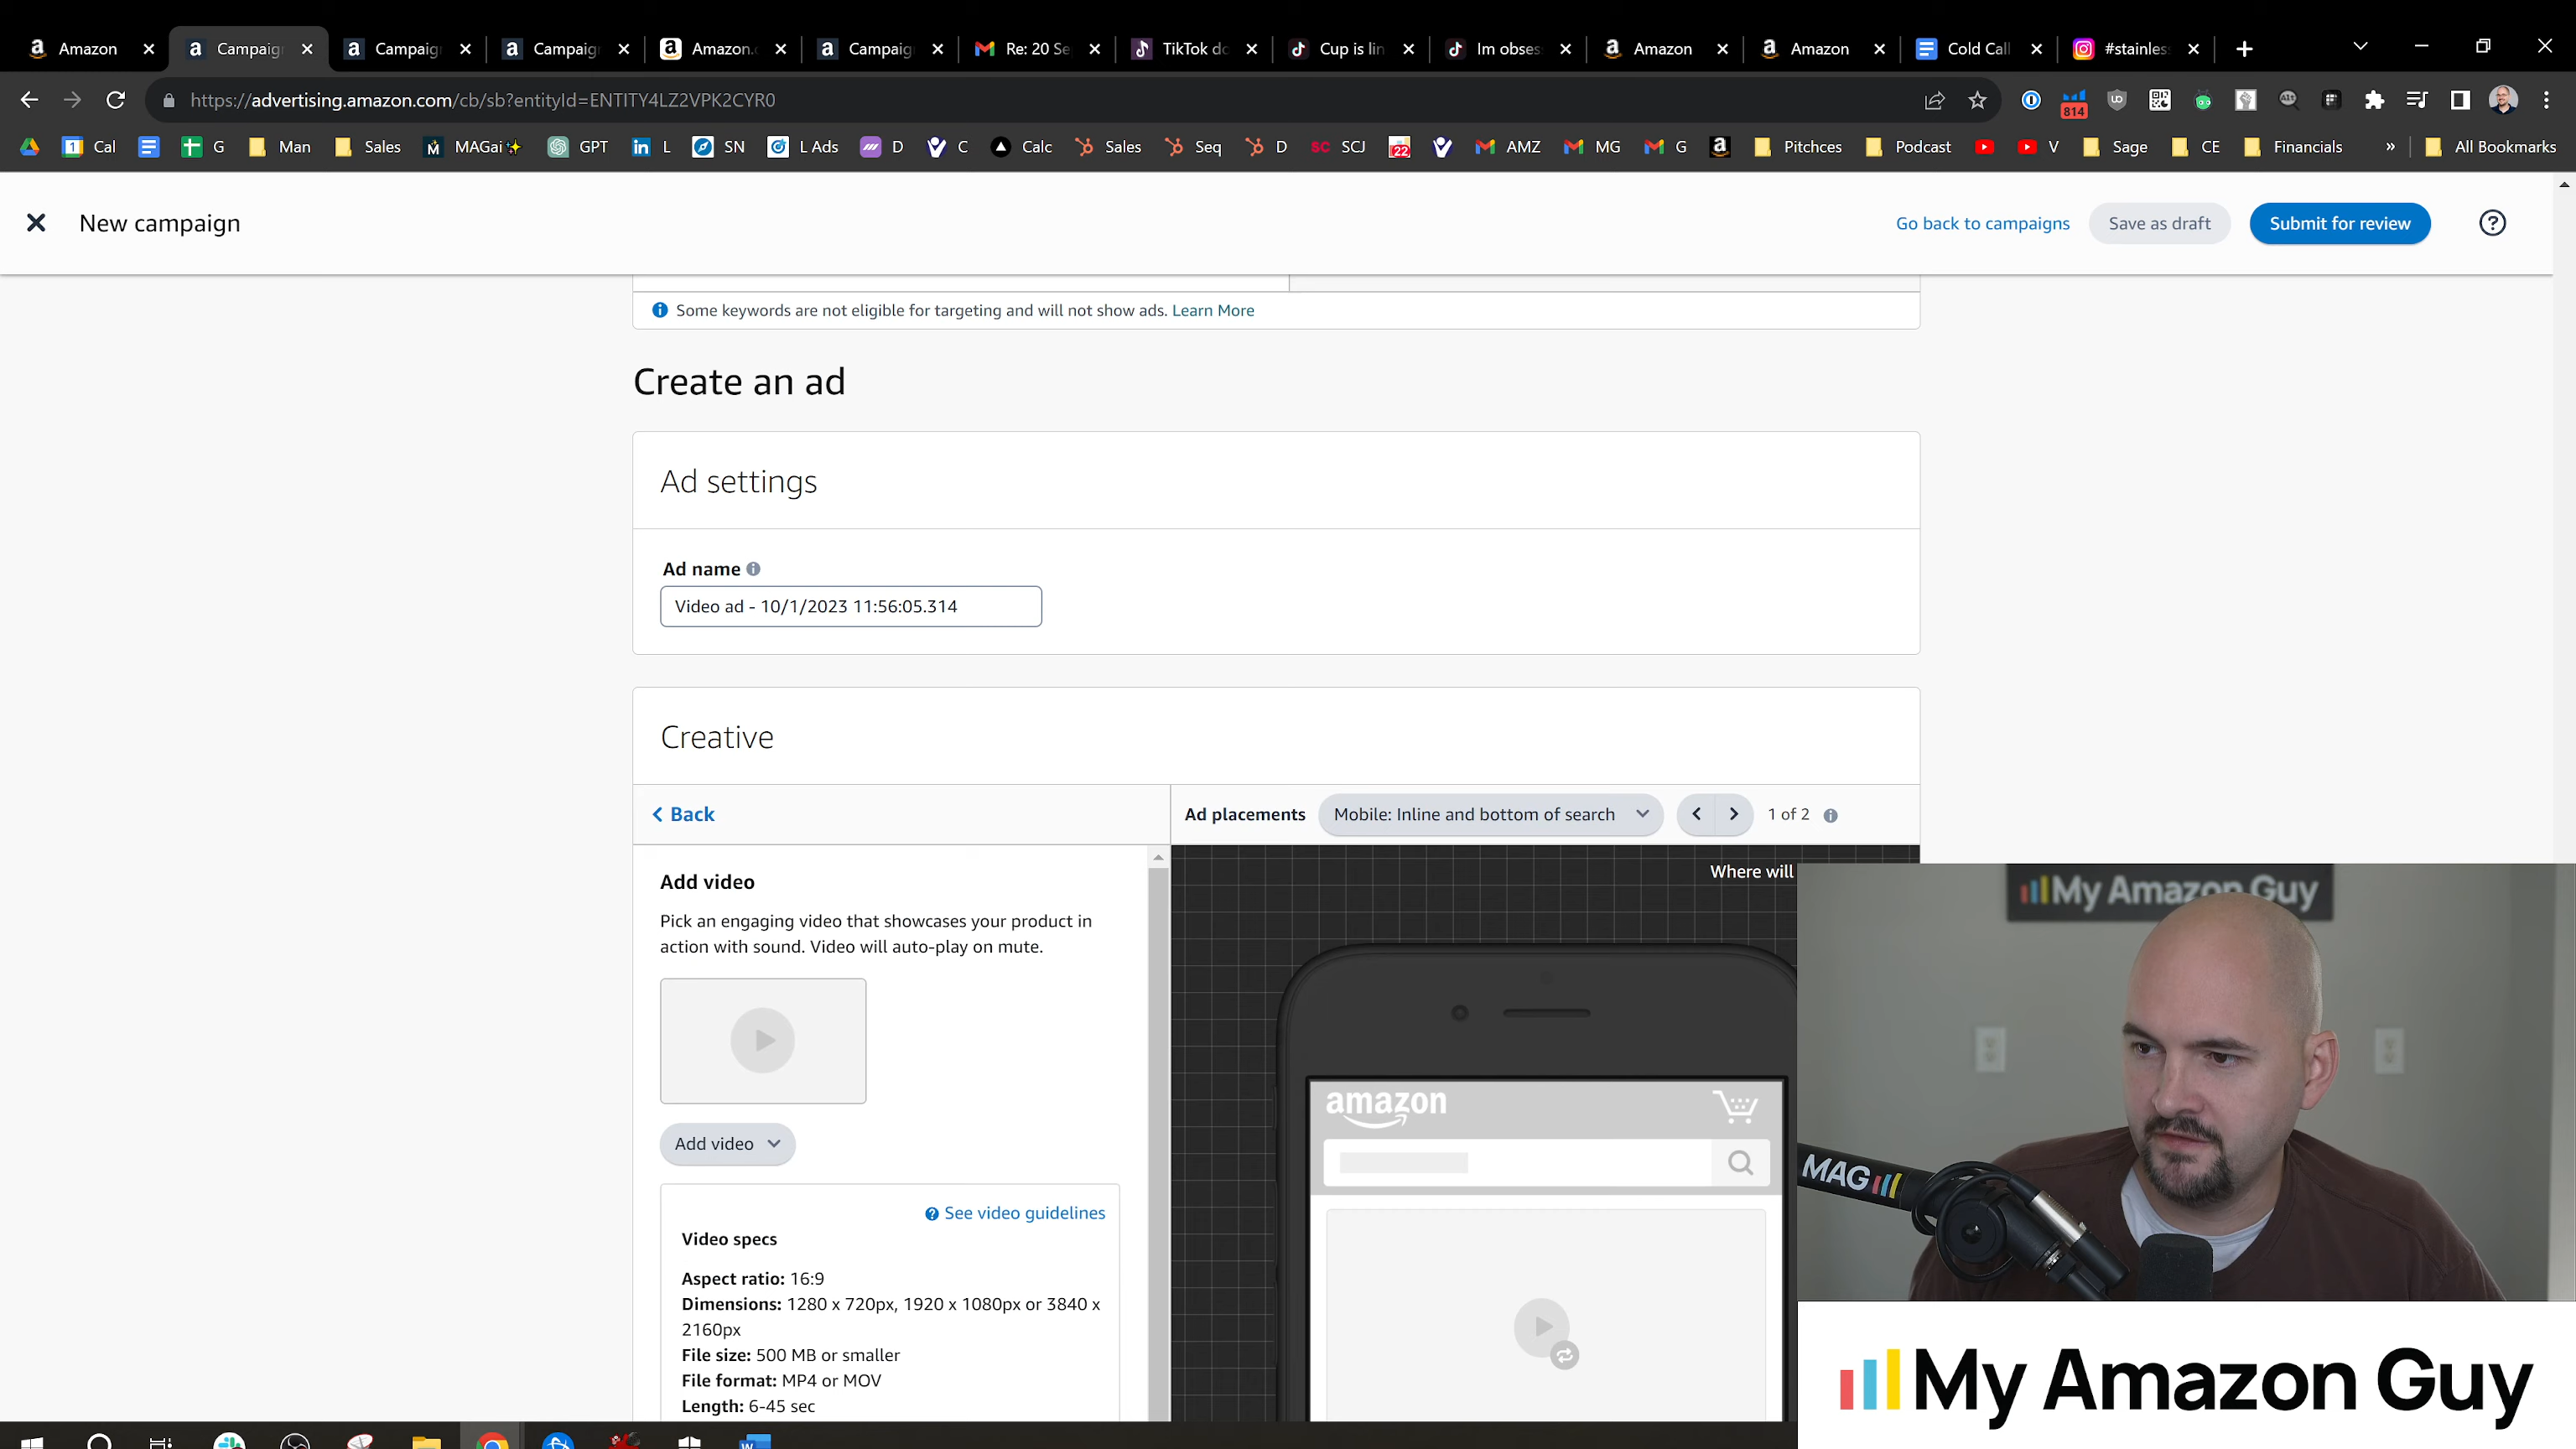 Amazon
Campaig
Campaig
Campaig
Amazon.c
Campaig
Re: 20 Se
TikTok do
Cup is lin
Im obses
Amazon
Amazon
Cold Call
#stainles
https://advertising.amazon.com/cb/sb?entityId=ENTITY4LZ2VPK2CYR0
814
Cal
G
Man
Sales
MAGai✨
GPT
L
SN
L Ads
D
C
Calc
Sales
Seq
D
SC SCJ
22
AMZ
MG
G
Pitchces
Podcast
V
Sage
CE
Financials
»
All Bookmarks
New campaign
Go back to campaigns
Save as draft
Submit for review
Some keywords are not eligible for targeting and will not show ads. Learn More
Create an ad
Ad settings
Ad name
Video ad - 10/1/2023 11:56:05.314
Creative
Back
Ad placements
Mobile: Inline and bottom of search
1 of 2
Add video
Pick an engaging video that showcases your product in
action with sound. Video will auto-play on mute.
Add video
See video guidelines
Video specs
Aspect ratio: 16:9
Dimensions: 1280 x 720px, 1920 x 1080px or 3840 x
2160px
File size: 500 MB or smaller
File format: MP4 or MOV
Length: 6-45 sec
Where will
amazon
My Amazon Guy
MAG
My Amazon Guy